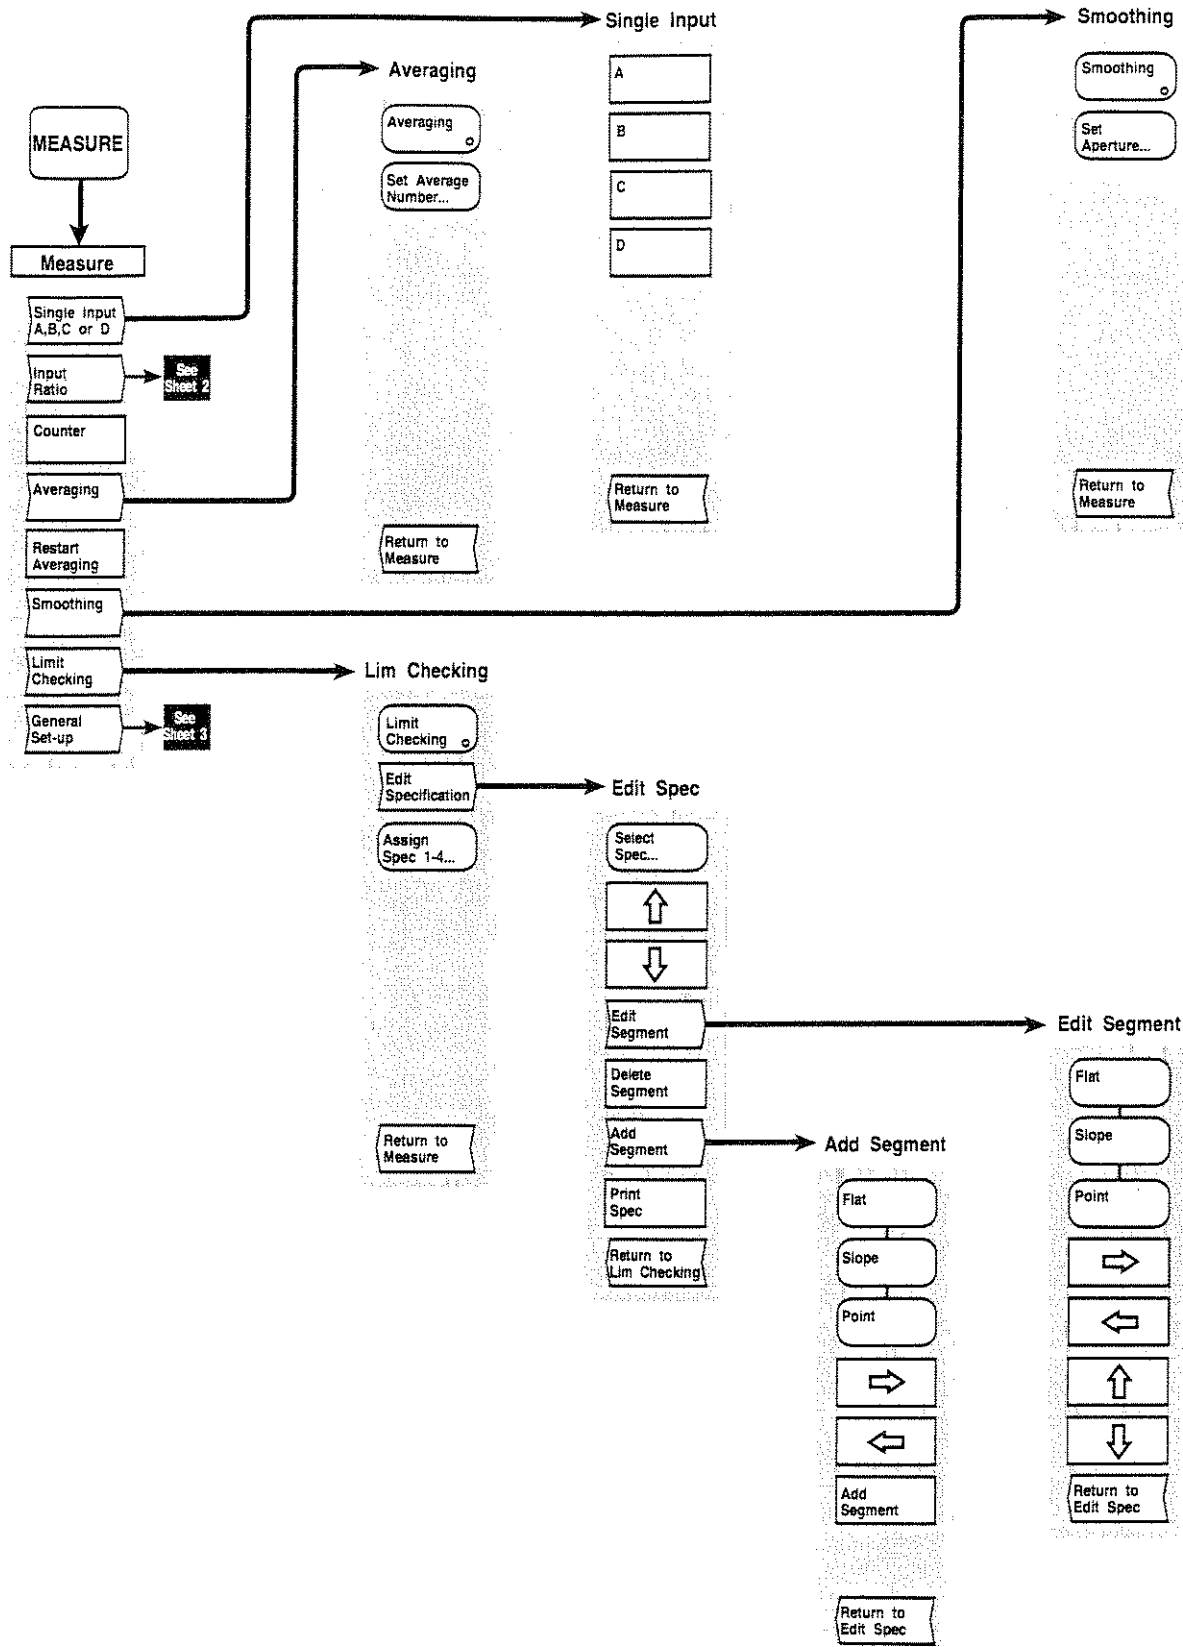 MEASURE
Measure
Single Input
A,B,C or D
Input
Ratio
See
Sheet 2
Counter
Averaging
Restart
Averaging
Smoothing
Limit
Checking
General
Set-up
See
Sheet 3
Averaging
Averaging
Set Average
Number...
Return to
Measure
Single Input
A
B
C
D
Return to
Measure
Smoothing
Smoothing
Set
Aperture...
Return to
Measure
Lim Checking
Limit
Checking
Edit
Specification
Assign
Spec 1-4...
Return to
Measure
Edit Spec
Select
Spec...
Edit
Segment
Delete
Segment
Add
Segment
Print
Spec
Return to
Lim Checking
Add Segment
Flat
Slope
Point
Add
Segment
Return to
Edit Spec
Edit Segment
Flat
Slope
Point
Return to
Edit Spec